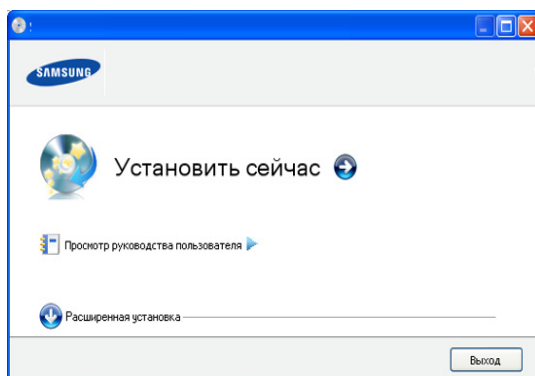 SAMSUNG
Установить сейчас
Просмотр руководства пользователя
Расширенная установка
Выход